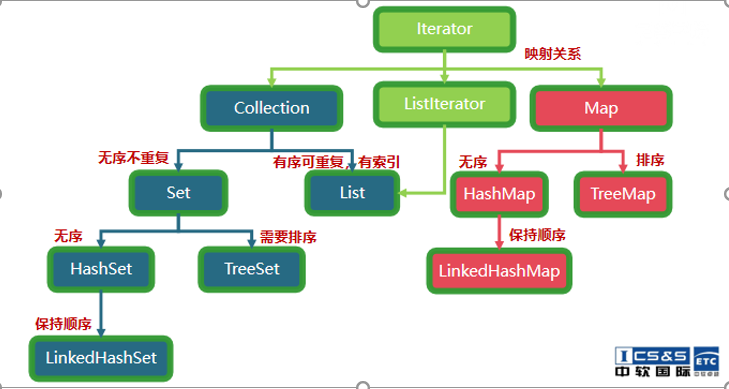 Iterator
映射关系
Collection
ListIterator
Map
无序不重复
有序可重复,有索引
无序
排序
Set
List
HashMap
TreeMap
无序
需要排序
保持顺序
HashSet
TreeSet
LinkedHashMap
保持顺序
LinkedHashSet
ICS&S
ETC
中软国际